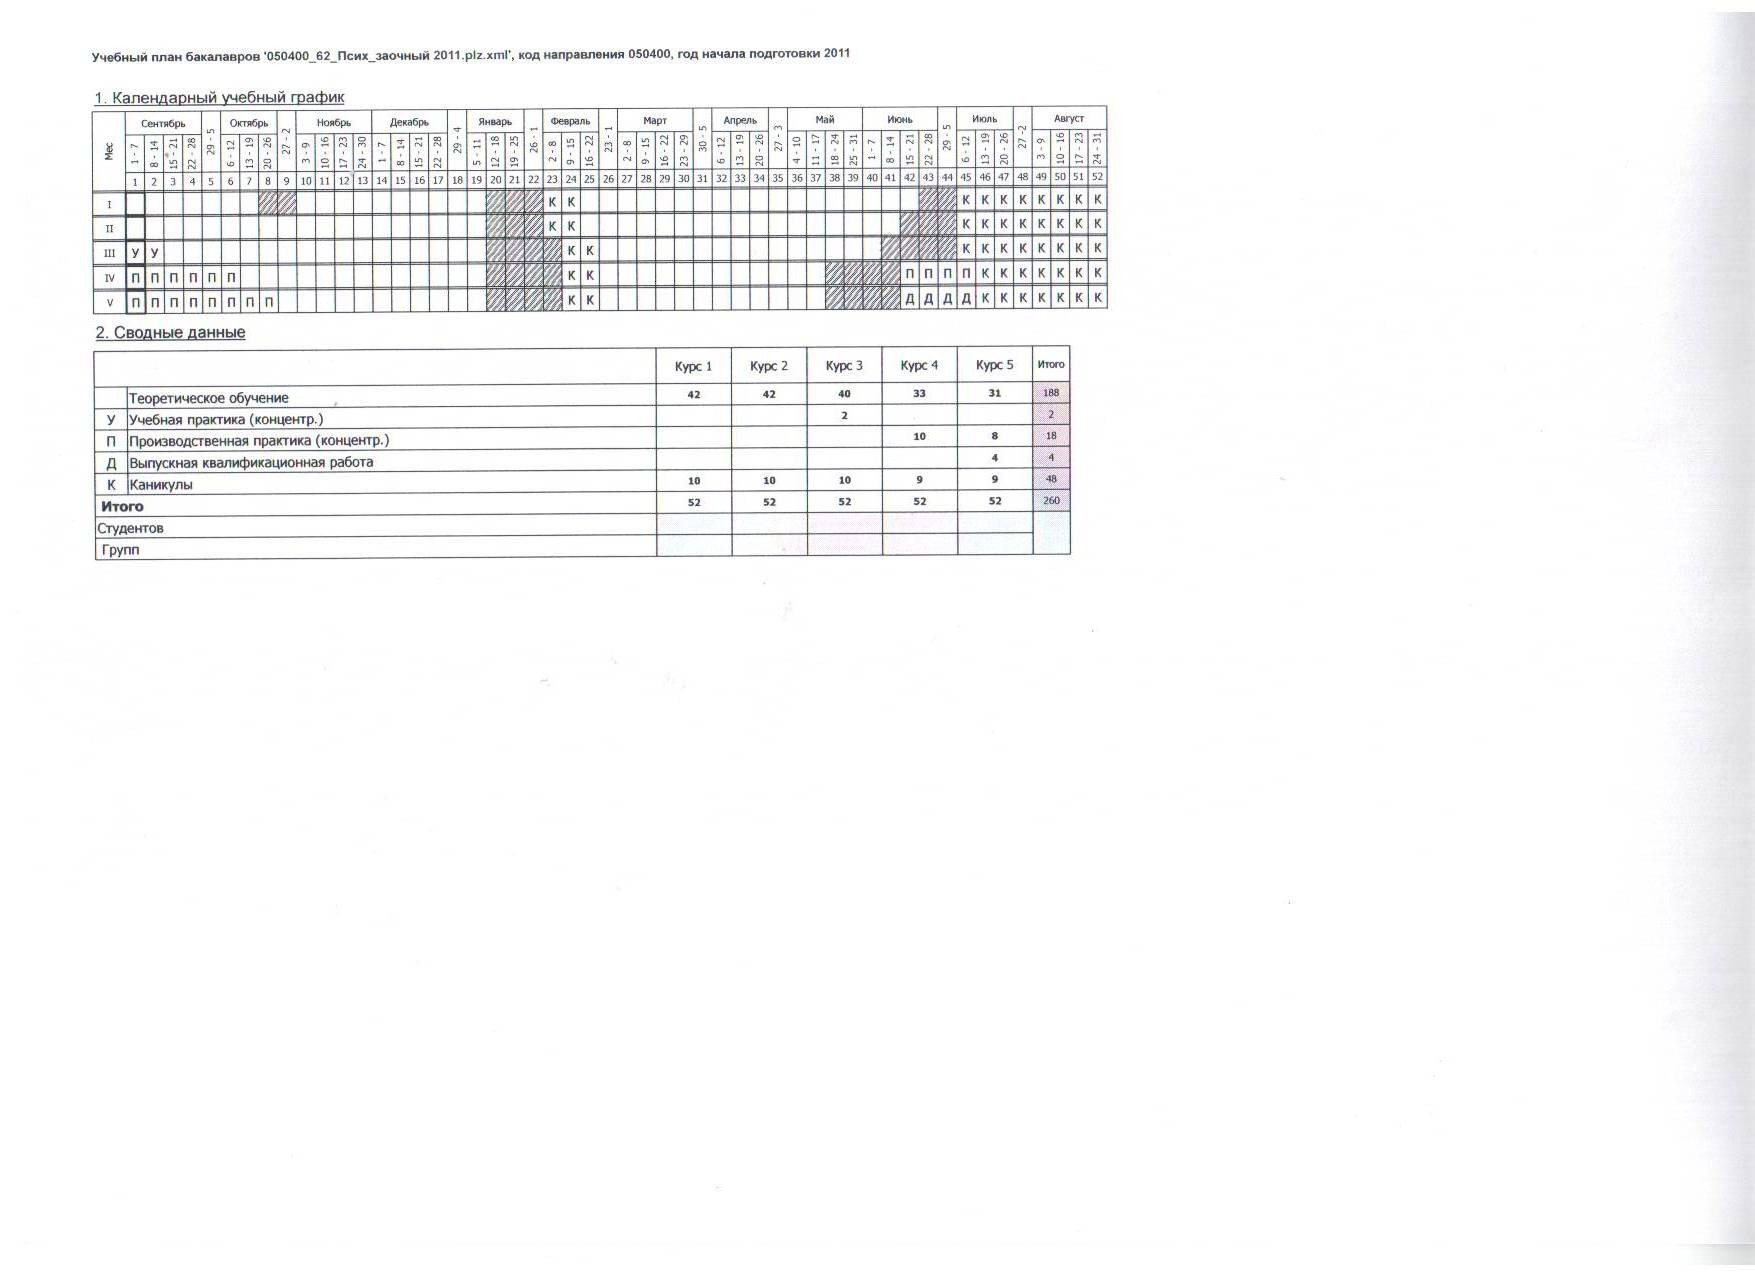 Учебный план бакалавров '050400_62_Псих_заочный 2011.plz.xml', код направления 050400, год начала подготовки 2011
1. Календарный учебный график
Мес Сентябрь 29 - 5 Октябрь 27 - 2 Ноябрь Декабрь 29 - 4 Январь 26 - 1 Февраль 23 - 1 Март 30 - 5 Апрель 27 - 3 Май Июнь 29 - 5 Июль 27 -2 Август
1 - 7 8 - 14 15 - 21 22 - 28 6 - 12 13 - 19 20 - 26 3 - 9 10 - 16 17 - 23 24 - 30 1 - 7 8 - 14 15 - 21 22 - 28 5 - 11 12 - 18 19 - 25 2 - 8 9 - 15 16 - 22 2 - 8 9 - 15 16 - 22 23 - 29 6 - 12 13 - 19 20 - 26 4 - 10 11 - 17 18 - 24 25 - 31 1 - 7 8 - 14 15 - 21 22 - 28 6 - 12 13 - 19 20 - 26 3 - 9 10 - 16 17 - 23 24 - 31
1 2 3 4 5 6 7 8 9 10 11 12 13 14 15 16 17 18 19 20 21 22 23 24 25 26 27 28 29 30 31 32 33 34 35 36 37 38 39 40 41 42 43 44 45 46 47 48 49 50 51 52
I К К К К К К К К К К
II К К К К К К К К К К
III У У К К К К К К К К К К
IV П П П П П П К К П П П П К К К К К К К
V П П П П П П П П К К Д Д Д Д К К К К К К К
2. Сводные данные
Курс 1 Курс 2 Курс 3 Курс 4 Курс 5 Итого
Теоретическое обучение 42 42 40 33 31 188
У Учебная практика (концентр.) 2 2
П Производственная практика (концентр.) 10 8 18
Д Выпускная квалификационная работа 4 4
К Каникулы 10 10 10 9 9 48
Итого 52 52 52 52 52 260
Студентов
Групп